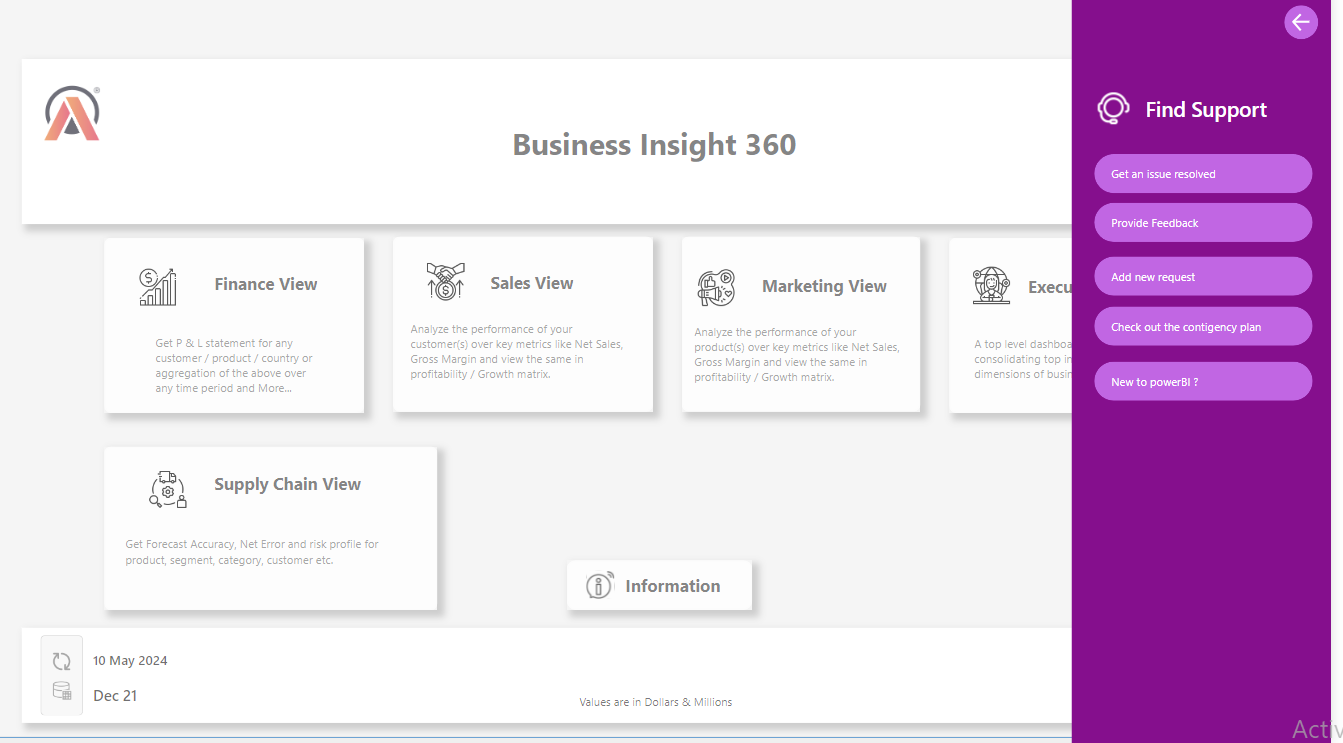 Business Insight 360
Finance View
Get P & L statement for any
customer / product / country or
aggregation of the above over
any time period and More...
Sales View
Analyze the performance of your
customer(s) over key metrics like Net Sales,
Gross Margin and view the same in
profitability / Growth matrix.
Marketing View
Analyze the performance of your
product(s) over key metrics like Net Sales,
Gross Margin and view the same in
profitability / Growth matrix.
Execu
A top level dashboa
consolidating top in
dimensions of busin
Supply Chain View
Get Forecast Accuracy, Net Error and risk profile for
product, segment, category, customer etc.
Information
10 May 2024
Dec 21
Values are in Dollars & Millions
Find Support
Get an issue resolved
Provide Feedback
Add new request
Check out the contigency plan
New to powerBI ?
Activ